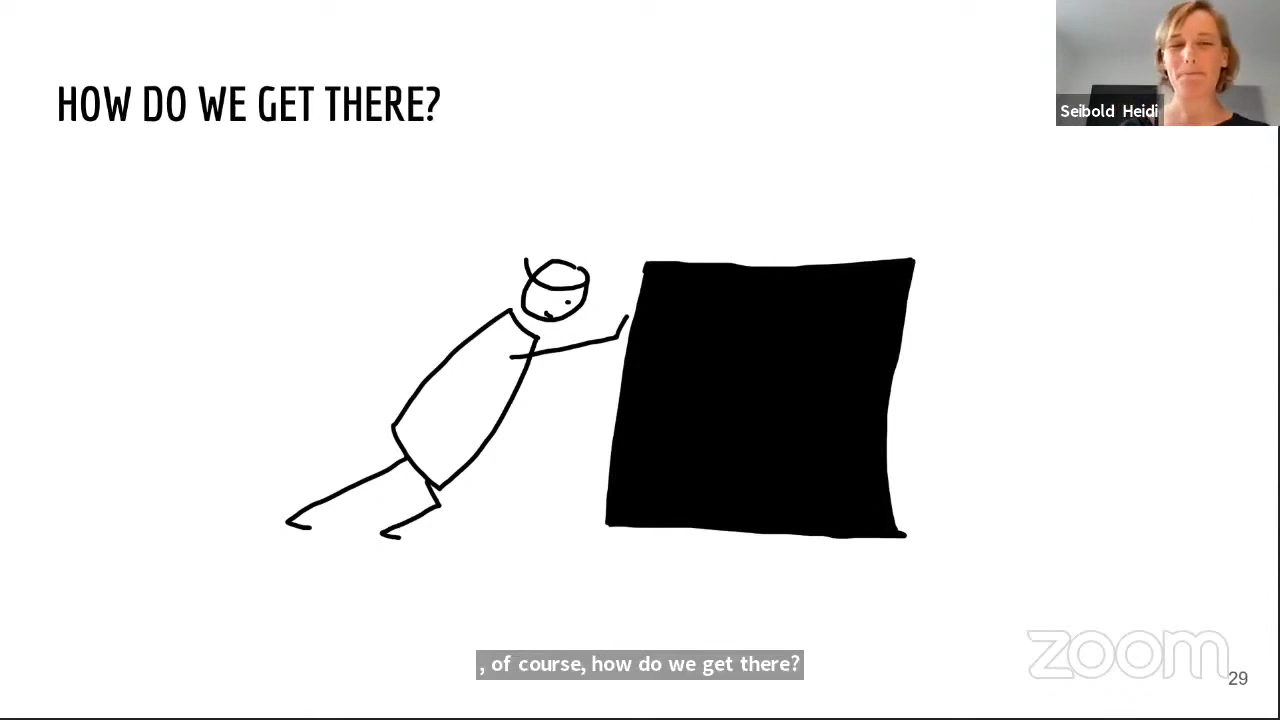 HOW DO WE GET THERE?
Seibold Heidi
, of course, how do we get there?
zoom
29